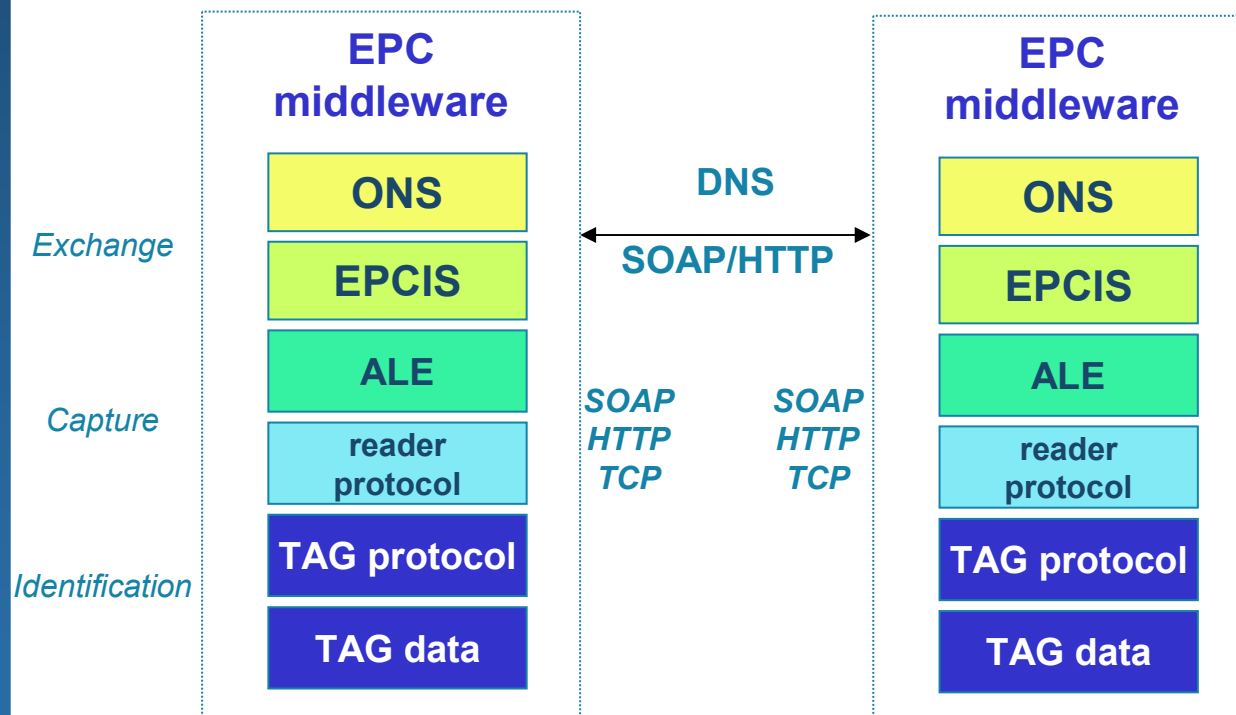 EPC
middleware
ONS
EPCIS
ALE
reader
protocol
TAG protocol
TAG data
Exchange
Capture
Identification
DNS
SOAP/HTTP
SOAP
HTTP
TCP
SOAP
HTTP
TCP
EPC
middleware
ONS
EPCIS
ALE
reader
protocol
TAG protocol
TAG data